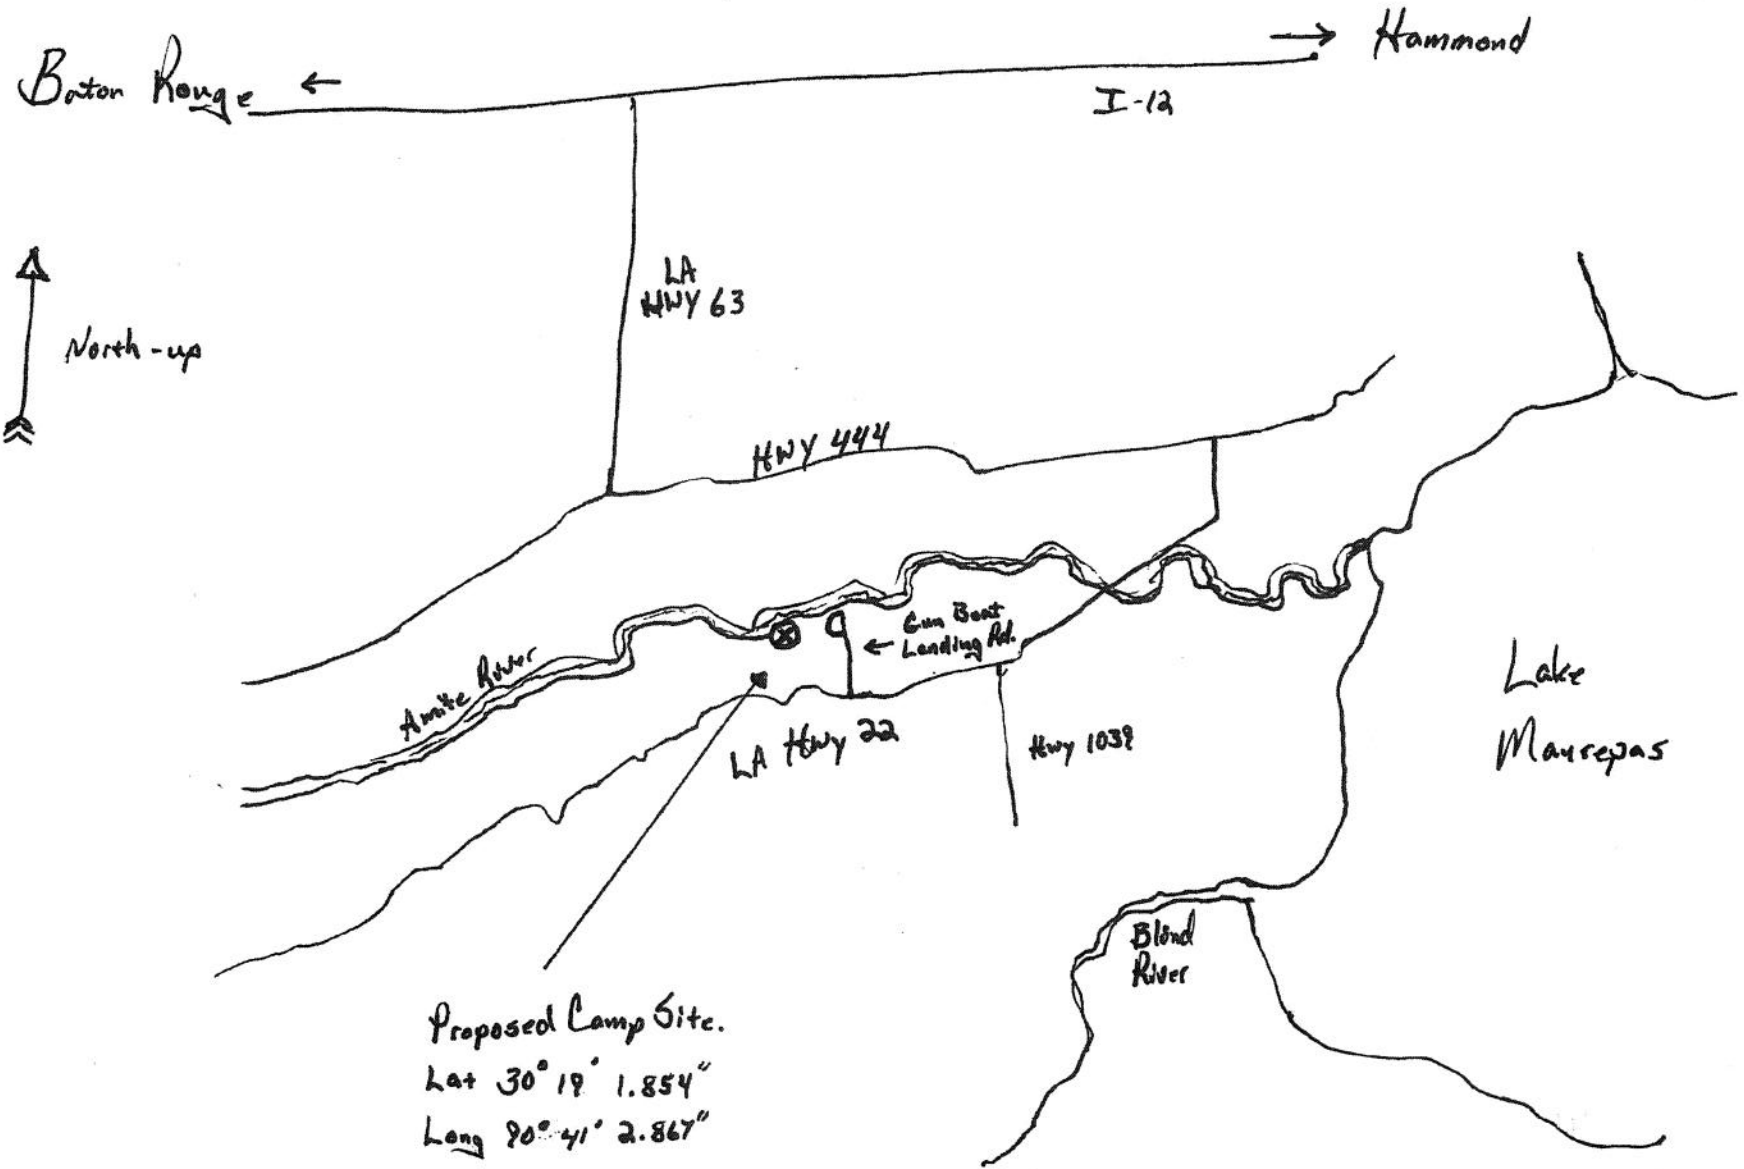 Hammond
Baton Rouge
I-12
LA
HWY 63
North-up
HWY 444
Gun Boat
Landing Rd.
Amite River
Lake
Maurepas
LA Hwy 22
Hwy 1039
Blind
River
Proposed Camp Site.
Lat 30° 19' 1.854"
Long 90° 41' 2.867"